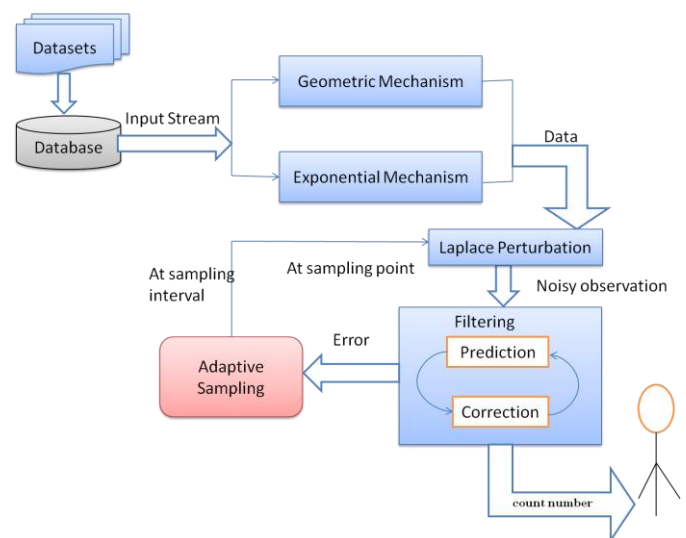 Datasets
Database
Input Stream
Geometric Mechanism
Exponential Mechanism
Data
Laplace Perturbation
At sampling
interval
At sampling point
Noisy observation
Filtering
Prediction
Correction
Error
Adaptive
Sampling
count number